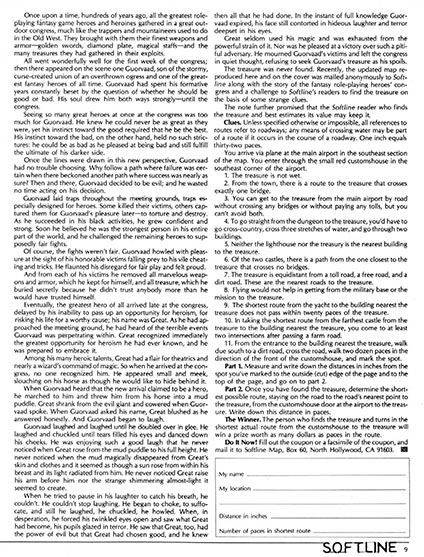 Once upon a time, hundreds of years ago, all the greatest role-
playing fantasy game heroes and heroines gathered in a great out-
door congress, much like the trappers and mountaineers used to do
in the Old West. They brought with them their finest weapons and
armor—golden swords, diamond plate, magical staffs—and the
many treasures they had gathered in their exploits.
All went wonderfully well for the first week of the congress;
then there appeared on the scene one Guorvaod, son of the stormy,
curse-created union of an overthrown ogress and one of the great-
est fantasy heroes of all time. Guorvaod had spent his formative
years constantly beset by the question of whether he should be
good or bad. His soul drew him both ways strongly—until the
congress.
Seeing so many great heroes at once at the congress was too
much for Guorvaod. He knew he could never be as great as they
were, yet his instinct toward the good required that he be the best.
His instinct toward the bad, on the other hand, held no such stric-
tures; he could be as bad as he pleased at being bad and still fulfill
the ultimate of his darker side.
Once the lines were drawn in this new perspective, Guorvaod
had no trouble choosing. Why follow a path where failure was cer-
tain when there beckoned another path where success was nearly as
sure? Then and there, Guorvaod decided to be evil; and he wasted
no time acting on his decision.
Guorvaod laid traps throughout the meeting grounds, traps es-
pecially designed for heroes. Some killed their victims, others cap-
tured them for Guorvaod's pleasure later—to torture and destroy.
As he succeeded in his black activities, he grew confident and
strong. Soon he believed he was the strongest person in his entire
part of the world, and he challenged the remaining heroes to sup-
posedly fair fights.
Of course, the fights weren't fair. Guorvaod howled with pleas-
ure at the sight of his honorable victims falling prey to his vile cheat-
ing and tricks. He flaunted his disregard for fair play and felt proud.
And from each of his victims he removed all marvelous weap-
ons and armor, which he kept for himself, and all treasure, which he
buried secretly because he didn't trust anybody more than he
would have trusted himself.
Eventually, the greatest hero of all arrived late at the congress,
delayed by his inability to pass up an opportunity for heroism, for
risking his life for a worthy cause; his name was Great. As he had ap-
proached the meeting ground, he had heard of the terrible events
Guorvaod was perpetrating within. Great recognized immediately
the greatest opportunity for heroism he had ever known, and he
was prepared to embrace it.
Among his many heroic talents, Great had a flair for theatrics and
nearly a wizard's command of magic. So when he arrived at the con-
gress, no one recognized him. He appeared small and meek,
slouching on his horse as though he would like to hide behind it.
When Guorvaod heard that the new arrival claimed to be a hero,
he marched to him and threw him from his horse into a mud
puddle. Great shrank from the evil giant and cowered when Guor-
vaod spoke. When Guorvaod asked his name, Great blushed as he
answered honestly. And Guorvaod began to laugh.
Guorvaod laughed and laughed until he doubled over in glee. He
laughed and chuckled until tears filled his eyes and danced down
his cheeks. He was enjoying such a good laugh that he never
noticed when Great rose from the mud puddle to his full height. He
never noticed when the mud magically disappeared from Great's
skin and clothes and it seemed as though a sun rose from within his
breast and its light radiated from him. He never noticed Great raise
his arm before him nor the strange shimmering almost-light it
seemed to create.
When he tried to pause in his laughter to catch his breath, he
couldn't. He couldn't stop laughing. He began to choke, to suffo-
cate, and still he laughed, he chuckled, he howled. When, in
desperation, he forced his twinkled eyes open and saw what Great
had become, his pupils glazed in terror. He saw that Great, too, had
the power of evil but that Great had chosen good, and he knew
then all that he had done. In the instant of full knowledge Guor-
vaod expired, his face still contorted in hideous laughter and terror
deepset in his eyes.
Great seldom used his magic and was exhausted from the
powerful strain of it. Nor was he pleased at a victory over such a piti-
ful adversary. He mourned Guorvaod's victims and left the congress
in quiet thought, refusing to seek Guorvaod's treasure as his spoils.
The treasure was never found. Recently, the updated map re-
produced here and on the cover was mailed anonymously to Soft-
line along with the story of the fantasy role-playing heroes' con-
gress and a challenge to Softline's readers to find the treasure on
the basis of some strange clues.
The note further promised that the Softline reader who finds
the treasure and best estimates its value may keep it.
Clues. Unless specified otherwise or impossible, all references to
routes refer to roadways; any means of crossing water may be part
of a route if it occurs in the course of a roadway. One inch equals
thirty-two paces.
You arrive via plane at the main airport in the southeast section
of the map. You enter through the small red customshouse in the
southeast corner of the airport.
1. The treasure is not wet.
2. From the town, there is a route to the treasure that crosses
exactly one bridge.
3. You can get to the treasure from the main airport by road
without crossing any bridges or without paying any tolls, but you
can't avoid both.
4. To go straight from the dungeon to the treasure, you'd have to
go cross-country, cross three stretches of water, and go through two
buildings.
5. Neither the lighthouse nor the tuesary is the nearest building
to the treasure.
6. Of the two castles, there is a path from the one closest to the
treasure that crosses no bridges.
7. The treasure is equidistant from a toll road, a free road, and a
dirt road. These are the nearest roads to the treasure.
8. Flying would not help in getting from the military base or the
mission to the treasure.
9. The shortest route from the yacht to the building nearest the
treasure does not pass within twenty paces of the treasure.
10. In taking the shortest route from the farthest castle from the
treasure to the building nearest the treasure, you come to at least
two intersections after passing a farm road.
11. From the entrance to the building nearest the treasure, walk
due south to a dirt road, cross the road, walk two dozen paces in the
direction of the front of the customshouse, and mark the spot.
Part 1. Measure and write down the distances in inches from the
spot you've marked to the outside (cut) edge of the page and to the
top of the page, and go on to part 2.
Part 2. Once you have found the treasure, determine the short-
est possible route, staying on the road to the road's nearest point to
the treasure, from the customshouse door at the airport to the treas-
ure. Write down this distance in paces.
The Winner. The person who finds the treasure and turns in the
shortest actual route from the customshouse to the treasure will
win a prize worth as many dollars as paces in the route.
Do It Now! Fill out the coupon or a facsimile of the coupon, and
mail it to Softline Map, Box 60, North Hollywood, CA 91603.
My name
My location
Distance in inches
Number of paces in shortest route
SOFTLINE 9